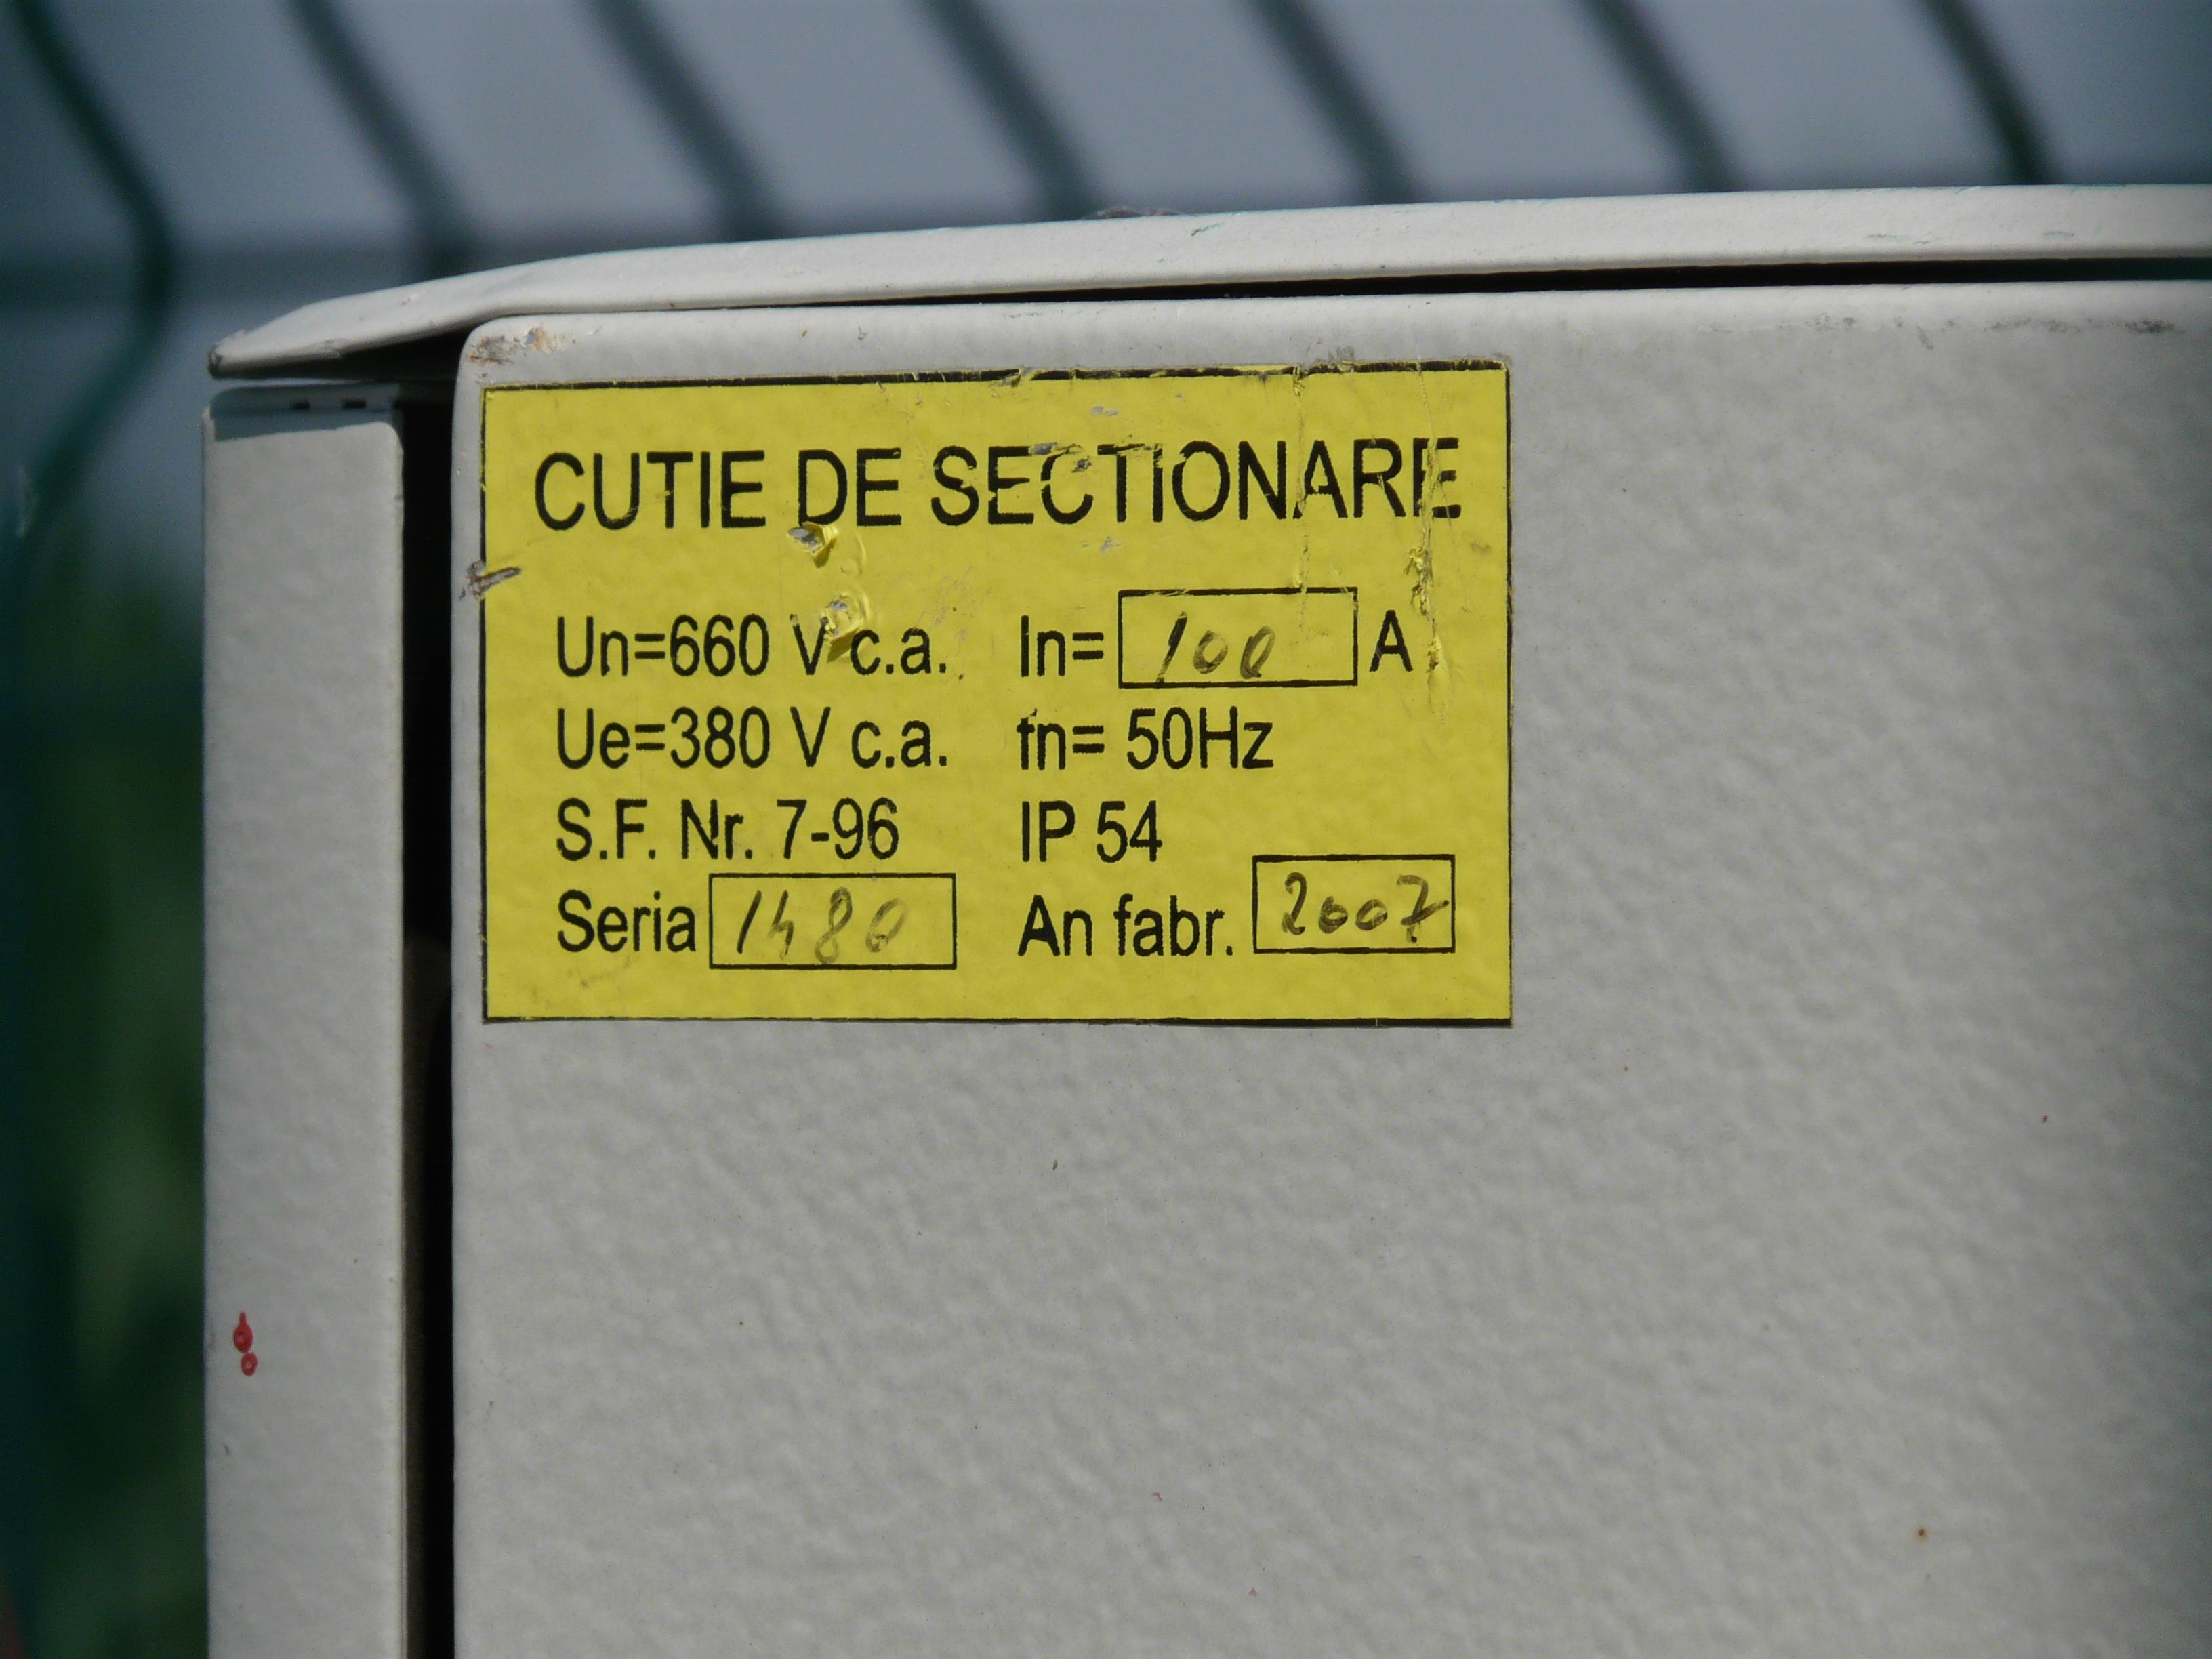 CUTIE DE SECTIONARE
Un=660 V c.a. In= 100 A
Ue=380 V c.a. fn= 50Hz
S.F. Nr. 7-96 IP 54
Seria 1480 An fabr. 2007